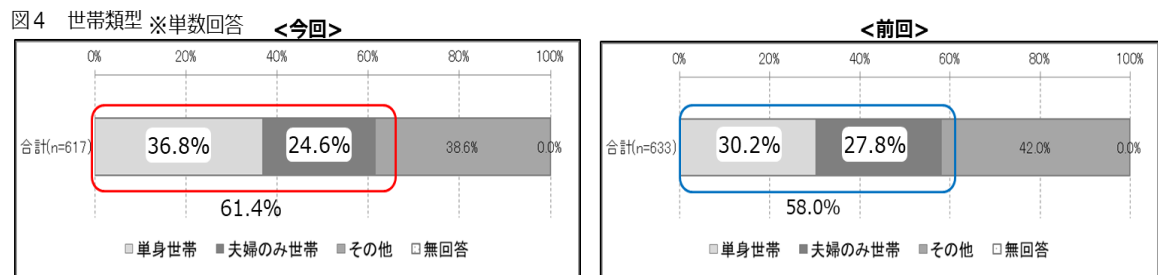 図4　世帯類型 ※単数回答
<今回>
0% 20% 40% 60% 80% 100%
合計(n=617) 36.8% 24.6% 38.6% 0.0%
61.4%
単身世帯 夫婦のみ世帯 その他 無回答
<前回>
0% 20% 40% 60% 80% 100%
合計(n=633) 30.2% 27.8% 42.0% 0.0%
58.0%
単身世帯 夫婦のみ世帯 その他 無回答